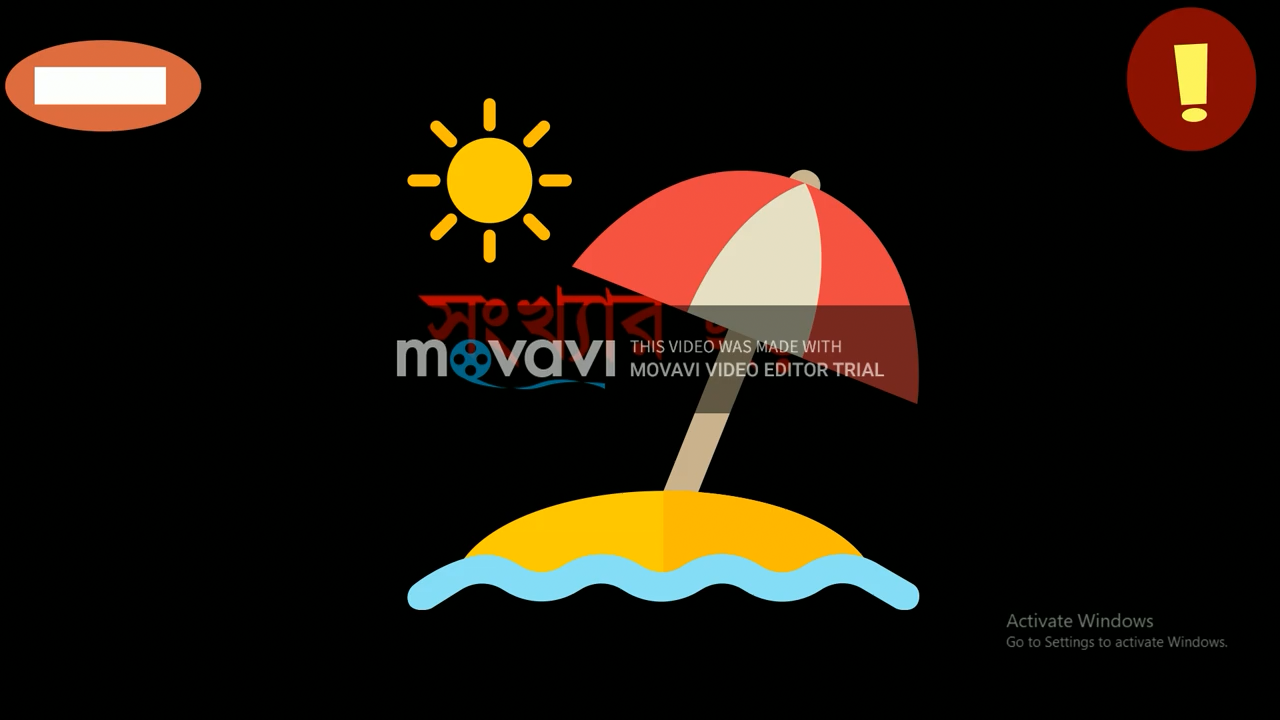 !
সংখ্যার
movavi
THIS VIDEO WAS MADE WITH
MOVAVI VIDEO EDITOR TRIAL
Activate Windows
Go to Settings to activate Windows.